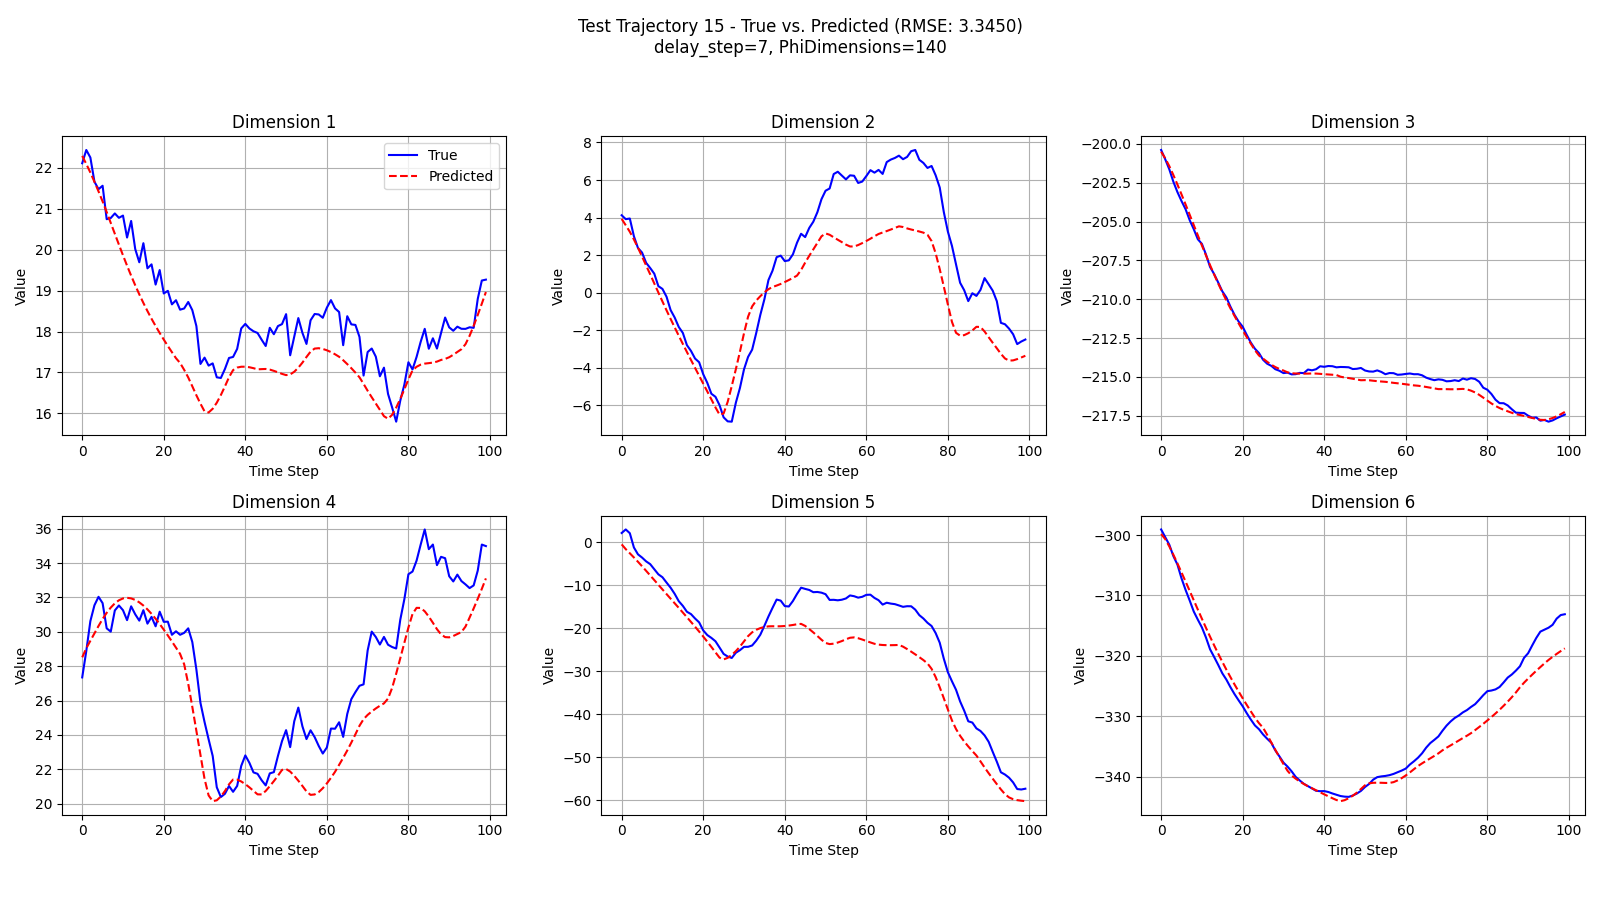 Test Trajectory 15 - True vs. Predicted (RMSE: 3.3450)
delay_step=7, PhiDimensions=140
Dimension 1
Value
22
21
20
19
18
17
16
0 20 40 60 80 100
Time Step
True
Predicted
Dimension 2
Value
8
6
4
2
0
−2
−4
−6
0 20 40 60 80 100
Time Step
Dimension 3
Value
−200.0
−202.5
−205.0
−207.5
−210.0
−212.5
−215.0
−217.5
0 20 40 60 80 100
Time Step
Dimension 4
Value
36
34
32
30
28
26
24
22
20
0 20 40 60 80 100
Time Step
Dimension 5
Value
0
−10
−20
−30
−40
−50
−60
0 20 40 60 80 100
Time Step
Dimension 6
Value
−300
−310
−320
−330
−340
0 20 40 60 80 100
Time Step